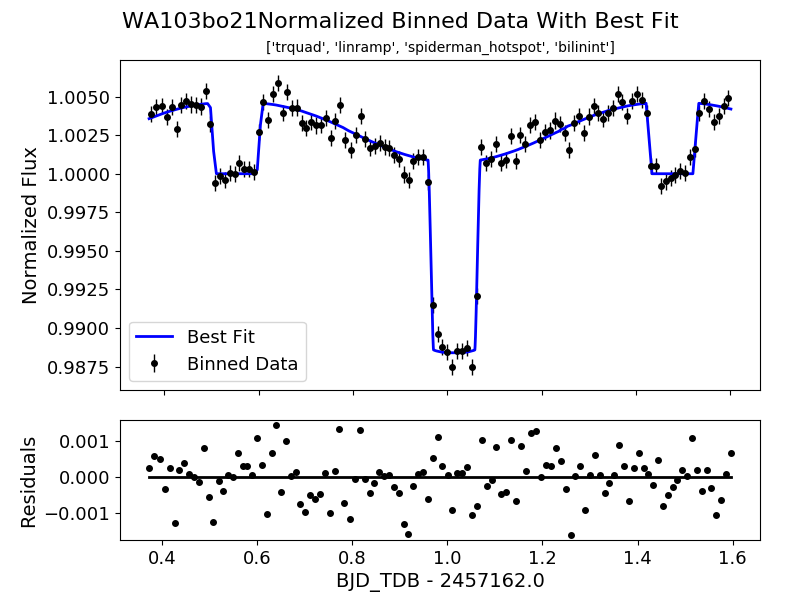 WA103bo21Normalized Binned Data With Best Fit
['trquad', 'linramp', 'spiderman_hotspot', 'bilinint']
1.0050
1.0025
1.0000
0.9975
0.9950
0.9925
0.9900
0.9875
Normalized Flux
Best Fit
Binned Data
0.001
0.000
−0.001
Residuals
0.4
0.6
0.8
1.0
1.2
1.4
1.6
BJD_TDB - 2457162.0